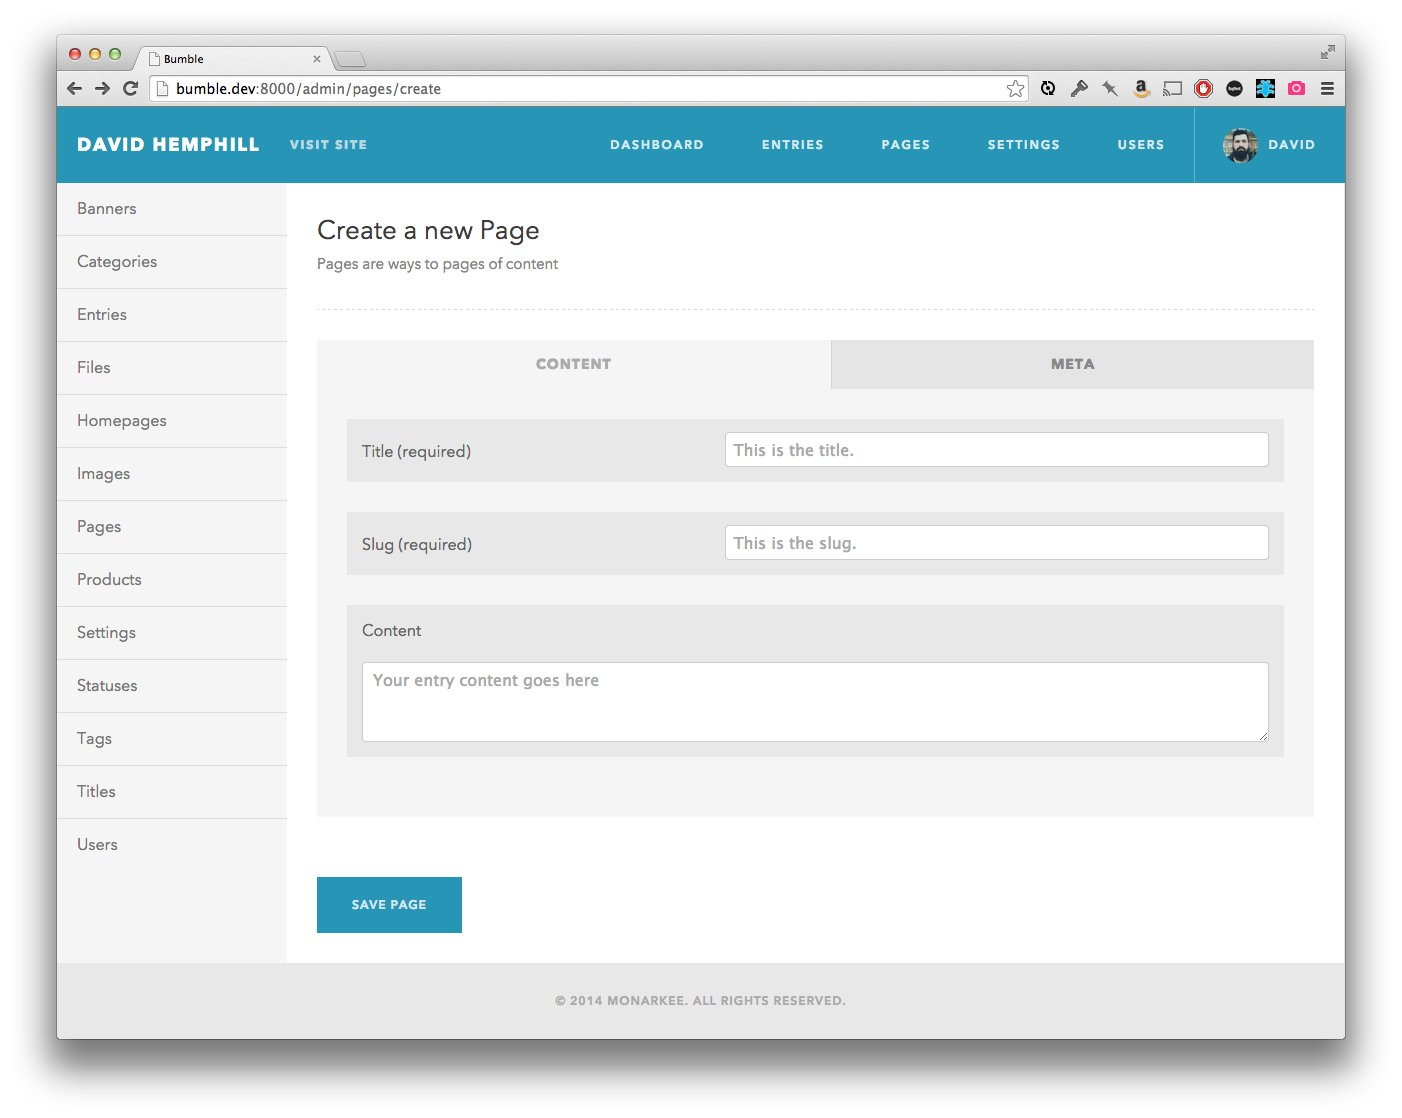 Bumble
bumble.dev:8000/admin/pages/create
DAVID HEMPHILL VISIT SITE DASHBOARD ENTRIES PAGES SETTINGS USERS DAVID
Banners
Categories
Entries
Files
Homepages
Images
Pages
Products
Settings
Statuses
Tags
Titles
Users
Create a new Page
Pages are ways to pages of content
CONTENT META
Title (required) This is the title.
Slug (required) This is the slug.
Content
Your entry content goes here
SAVE PAGE
© 2014 MONARKEE. ALL RIGHTS RESERVED.